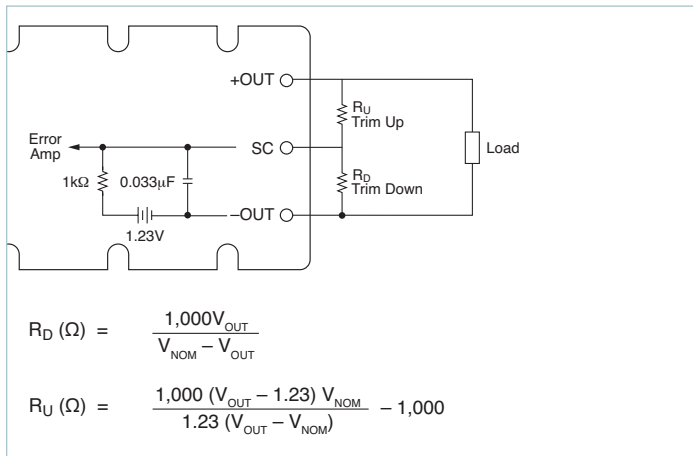 +OUT
R_U
Trim Up
Error
Amp
SC
Load
R_D
Trim Down
1kΩ
0.033µF
–OUT
1.23V
R_D (Ω) = 1,000V_OUT / V_NOM – V_OUT
R_U (Ω) = 1,000 (V_OUT – 1.23) V_NOM / 1.23 (V_OUT – V_NOM) – 1,000